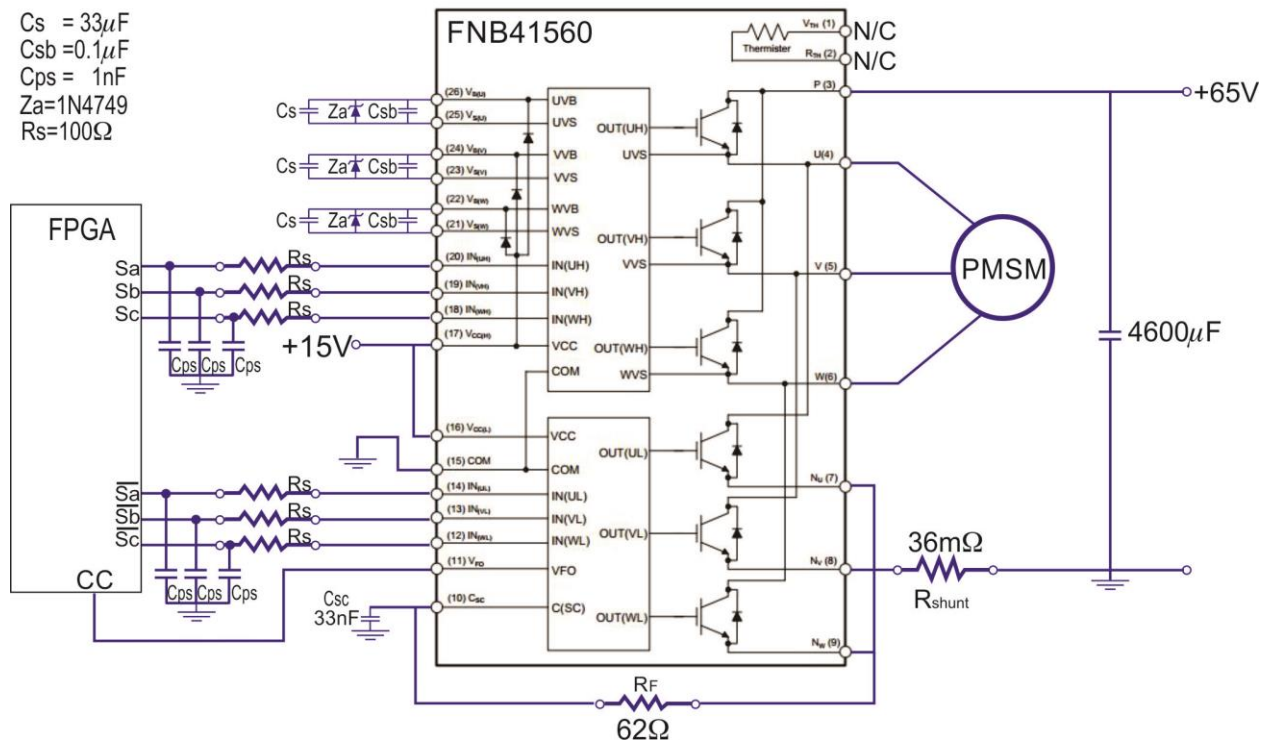 Cs = 33μF
Csb =0.1μF
Cps = 1nF
Za=1N4749
Rs=100Ω
FNB41560
VTH (1)
N/C
Thermister
RTH (2)
N/C
P (3)
+65V
Cs Za Csb
(26) VB(U)
UVB
(25) VS(U)
UVS
OUT(UH)
UVS
U(4)
Cs Za Csb
(24) VB(V)
VVB
(23) VS(V)
VVS
Cs Za Csb
(22) VB(W)
WVB
(21) VS(W)
WVS
OUT(VH)
VVS
V (5)
PMSM
FPGA
Sa
Rs
(20) IN(UH)
IN(UH)
Sb
Rs
(19) IN(VH)
IN(VH)
Sc
Rs
(18) IN(WH)
IN(WH)
Cps Cps Cps
+15V
(17) VCC(H)
VCC
COM
OUT(WH)
WVS
W(6)
4600μF
(16) VCC(L)
VCC
(15) COM
COM
OUT(UL)
NU (7)
Sa
Rs
(14) IN(UL)
IN(UL)
Sb
Rs
(13) IN(VL)
IN(VL)
Sc
Rs
(12) IN(WL)
IN(WL)
OUT(VL)
NV (8)
36mΩ
Rshunt
Cps Cps Cps
CC
(11) VFO
VFO
(10) CSC
C(SC)
OUT(WL)
NW (9)
Csc
33nF
RF
62Ω